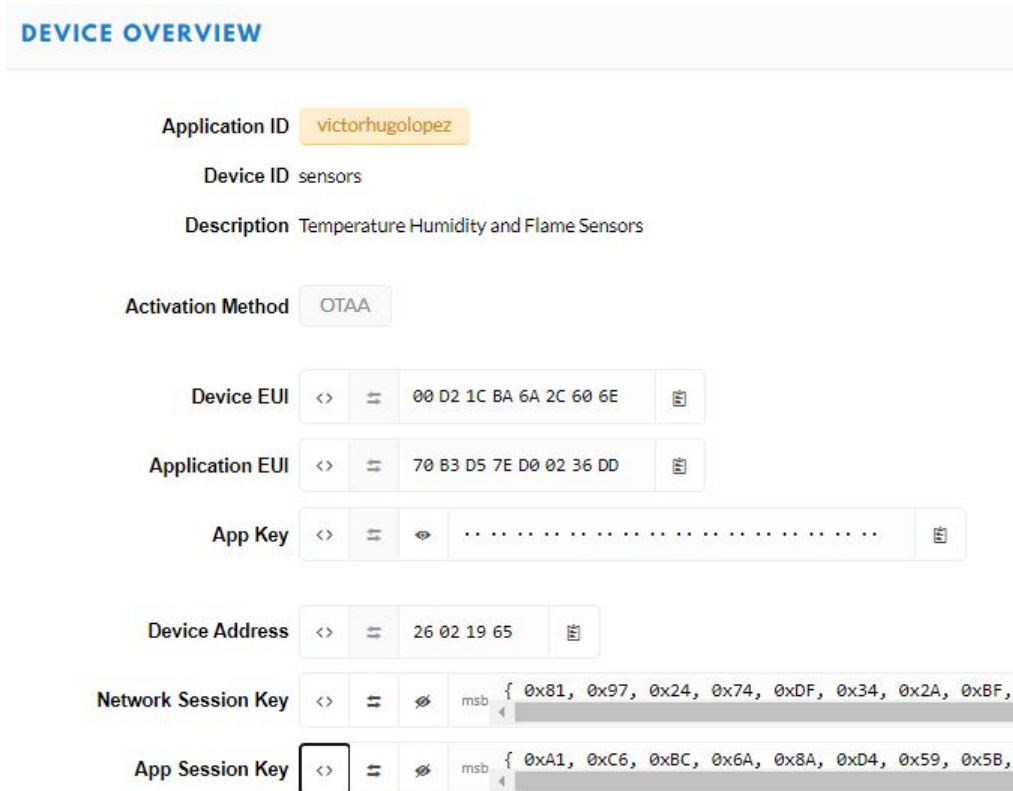 DEVICE OVERVIEW
Application ID victorhugolopez
Device ID sensors
Description Temperature Humidity and Flame Sensors
Activation Method OTAA
Device EUI <> 00 D2 1C BA 6A 2C 60 6E
Application EUI <> 70 B3 D5 7E D0 02 36 DD
App Key <> .. .. .. .. .. .. .. .. .. .. .. .. .. .. .. ..
Device Address <> 26 02 19 65
Network Session Key <> msb { 0x81, 0x97, 0x24, 0x74, 0xDF, 0x34, 0x2A, 0xBF,
App Session Key <> msb { 0xA1, 0xC6, 0xBC, 0x6A, 0x8A, 0xD4, 0x59, 0x5B,